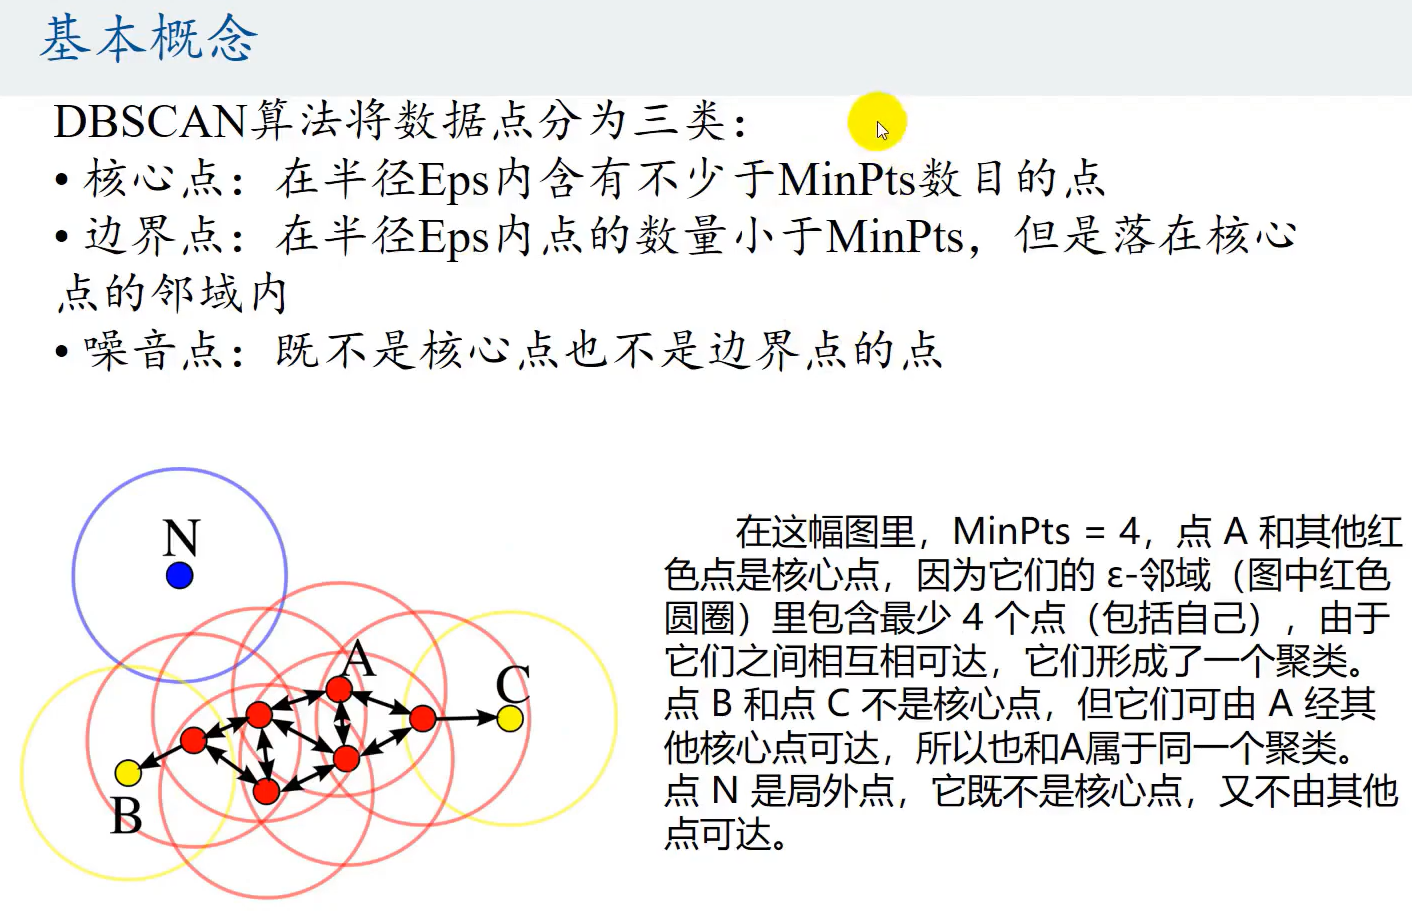 基本概念
DBSCAN算法将数据点分为三类：
• 核心点：在半径Eps内含有不少于MinPts数目的点
• 边界点：在半径Eps内点的数量小于MinPts，但是落在核心
点的邻域内
• 噪音点：既不是核心点也不是边界点的点
N
A
C
B
在这幅图里，MinPts = 4，点 A 和其他红
色点是核心点，因为它们的 ε-邻域（图中红色
圆圈）里包含最少 4 个点（包括自己），由于
它们之间相互相可达，它们形成了一个聚类。
点 B 和点 C 不是核心点，但它们可由 A 经其
他核心点可达，所以也和A属于同一个聚类。
点 N 是局外点，它既不是核心点，又不由其他
点可达。